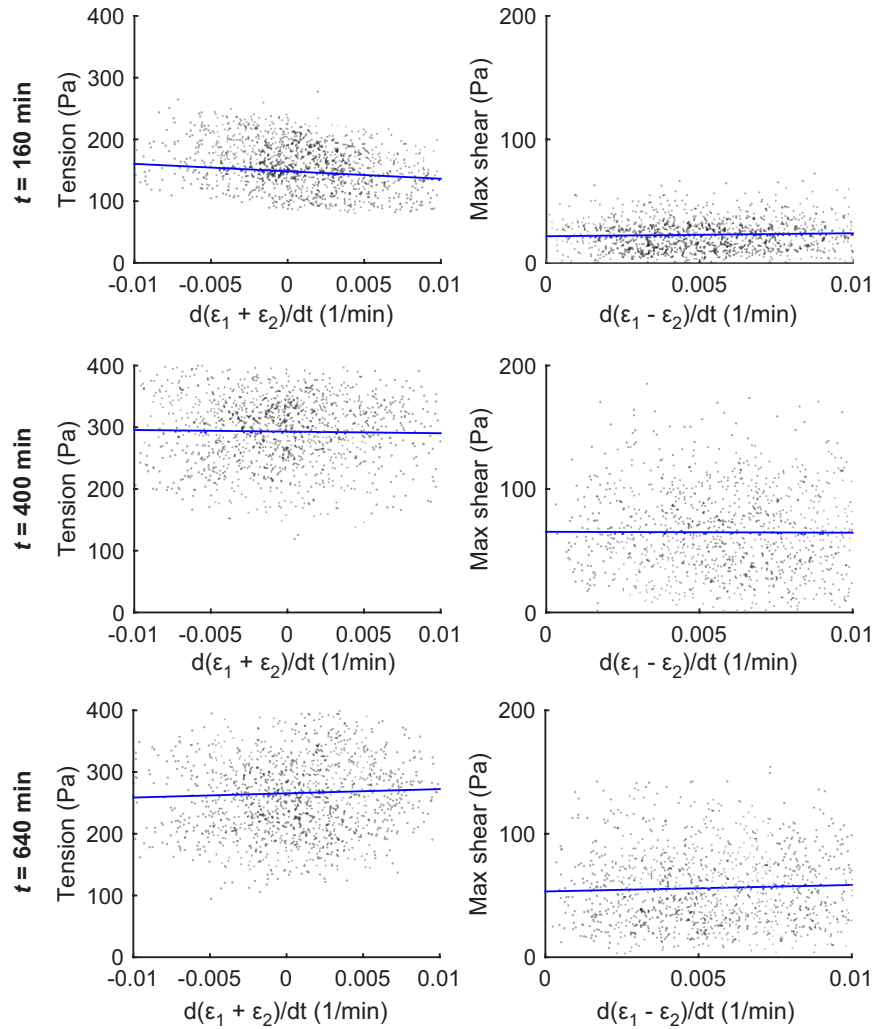 t = 160 min
Tension (Pa)
400
300
200
100
0
-0.01 -0.005 0 0.005 0.01
d(ε1 + ε2)/dt (1/min)
Max shear (Pa)
200
100
0
0 0.005 0.01
d(ε1 - ε2)/dt (1/min)
t = 400 min
Tension (Pa)
400
300
200
100
0
-0.01 -0.005 0 0.005 0.01
d(ε1 + ε2)/dt (1/min)
Max shear (Pa)
200
100
0
0 0.005 0.01
d(ε1 - ε2)/dt (1/min)
t = 640 min
Tension (Pa)
400
300
200
100
0
-0.01 -0.005 0 0.005 0.01
d(ε1 + ε2)/dt (1/min)
Max shear (Pa)
200
100
0
0 0.005 0.01
d(ε1 - ε2)/dt (1/min)